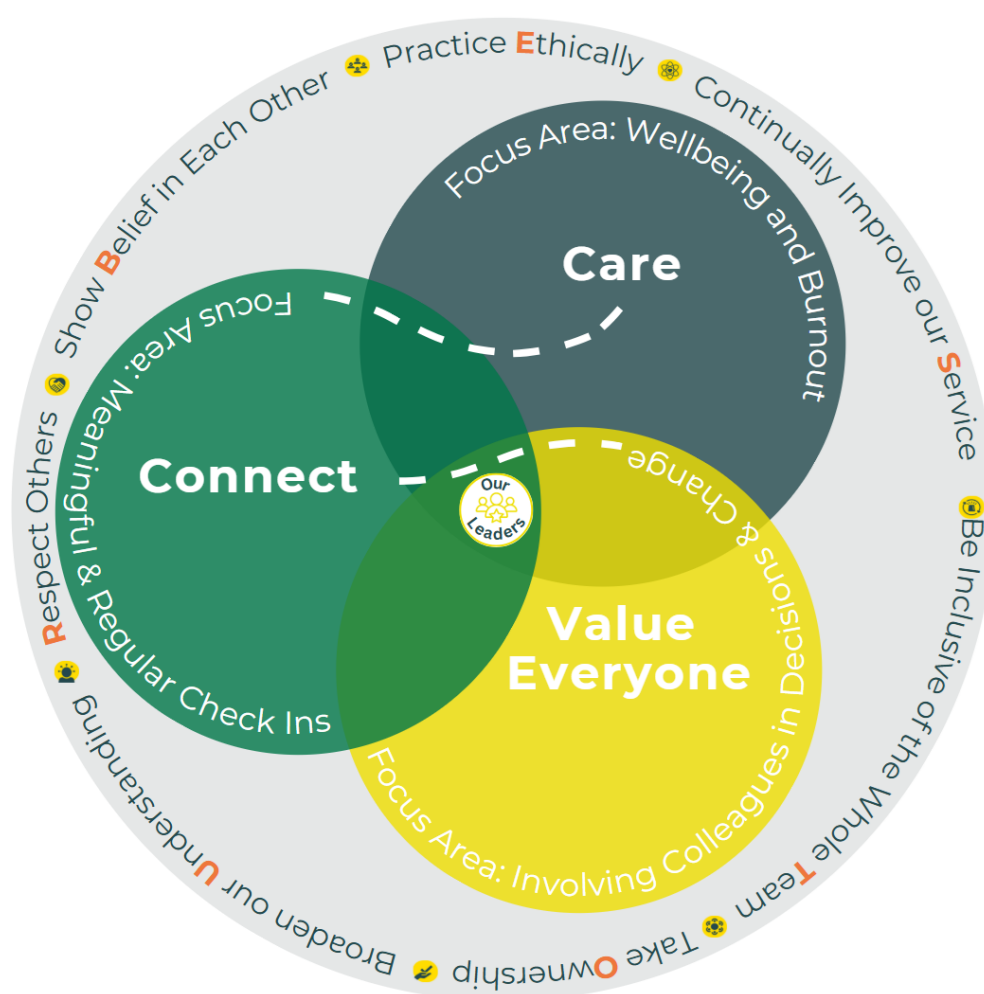 Show Belief in Each Other
Practice Ethically
Continually Improve our Service
Be Inclusive of the Whole Team
Take Ownership
Broaden our Understanding
Respect Others
Focus Area: Wellbeing and Burnout
Care
Focus Area: Meaningful & Regular Check Ins
Connect
Our
Leaders
Value
Everyone
Focus Area: Involving Colleagues in Decisions & Change